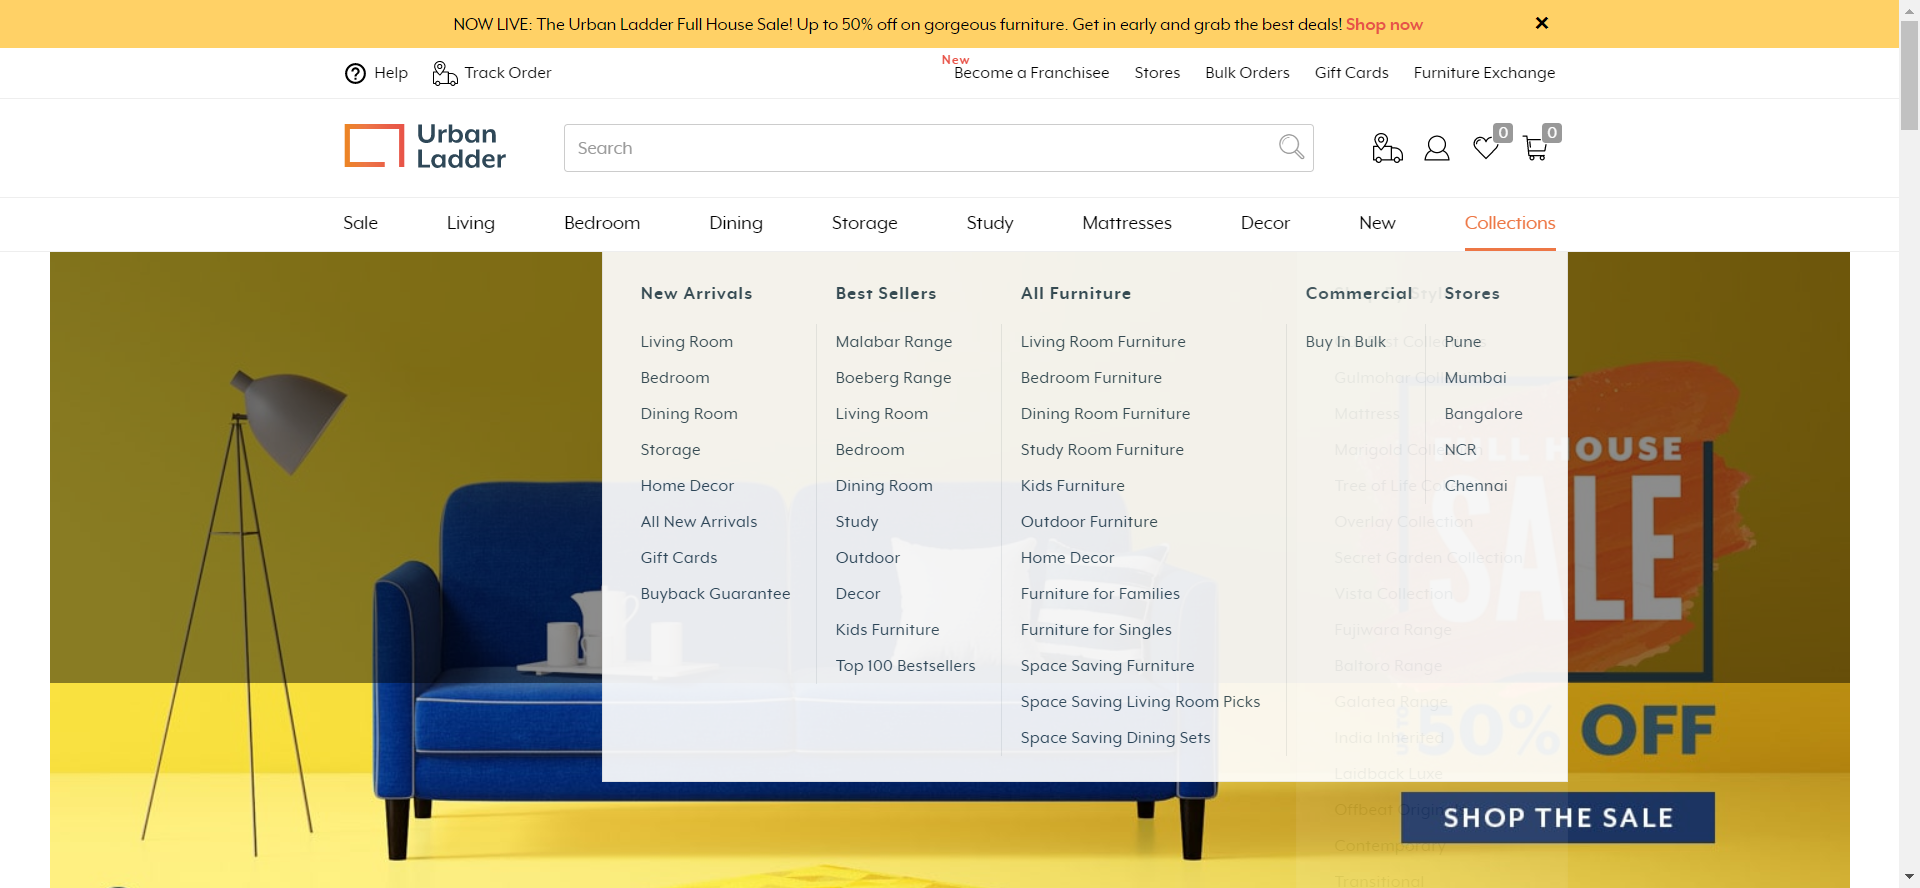 NOW LIVE: The Urban Ladder Full House Sale! Up to 50% off on gorgeous furniture. Get in early and grab the best deals! Shop now
Help
Track Order
New
Become a Franchisee
Stores
Bulk Orders
Gift Cards
Furniture Exchange
Urban
Ladder
Search
0
0
Sale
Living
Bedroom
Dining
Storage
Study
Mattresses
Decor
New
Collections
New Arrivals
Living Room
Bedroom
Dining Room
Storage
Home Decor
All New Arrivals
Gift Cards
Buyback Guarantee
Best Sellers
Malabar Range
Boeberg Range
Living Room
Bedroom
Dining Room
Study
Outdoor
Decor
Kids Furniture
Top 100 Bestsellers
All Furniture
Living Room Furniture
Bedroom Furniture
Dining Room Furniture
Study Room Furniture
Kids Furniture
Outdoor Furniture
Home Decor
Furniture for Families
Furniture for Singles
Space Saving Furniture
Space Saving Living Room Picks
Space Saving Dining Sets
Commercial
Buy In Bulk
Stores
Pune
Mumbai
Bangalore
NCR
Chennai
Gulmohar
Mattress
Marigold
Tree of Life
Overlay Collection
Secret Garden Collection
Vista Collection
Fujiwara Range
Baltora Range
Galatea Range
India Inherited
Laidback Luxe
Offbeat
Contemporary
Transitional
HOUSE
SALE
50% OFF
SHOP THE SALE